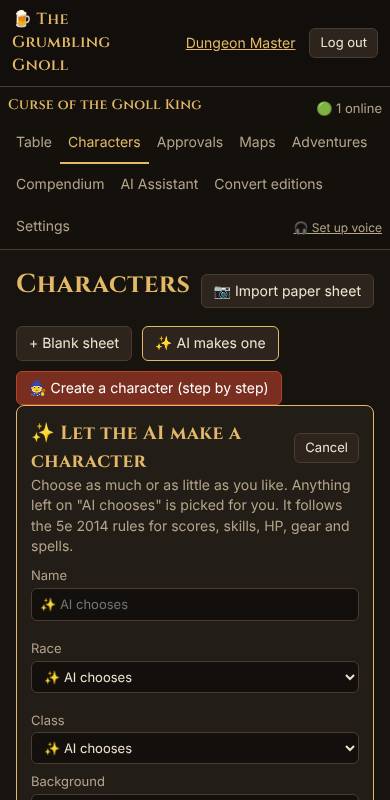 🍺 The
Grumbling
Gnoll
Dungeon Master
Log out
Curse of the Gnoll King
🟢 1 online
Table
Characters
Approvals
Maps
Adventures
Compendium
AI Assistant
Convert editions
Settings
🎧 Set up voice
Characters
📷 Import paper sheet
+ Blank sheet
✨ AI makes one
🧙 Create a character (step by step)
✨ Let the AI make a
character
Cancel
Choose as much or as little as you like. Anything
left on "AI chooses" is picked for you. It follows
the 5e 2014 rules for scores, skills, HP, gear and
spells.
Name
✨ AI chooses
Race
✨ AI chooses
Class
✨ AI chooses
Background